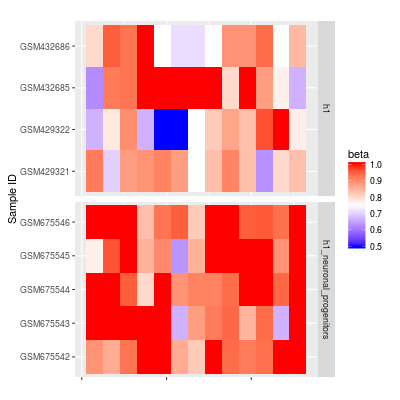 Sample ID
GSM432686
GSM432685
GSM429322
GSM429321
h1
GSM675546
GSM675545
GSM675544
GSM675543
GSM675542
h1_neuronal_progenitors
beta
1.0
0.9
0.8
0.7
0.6
0.5